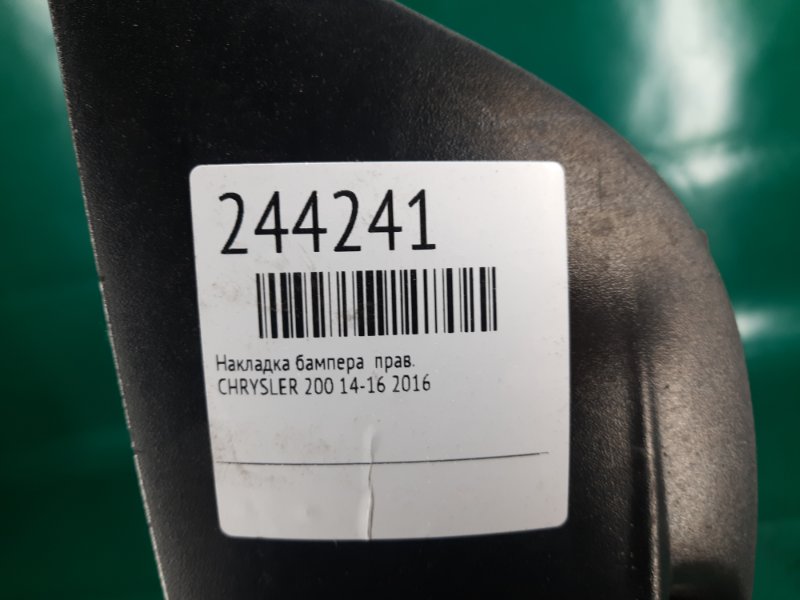 244241
Накладка бампера прав.
CHRYSLER 200 14-16 2016